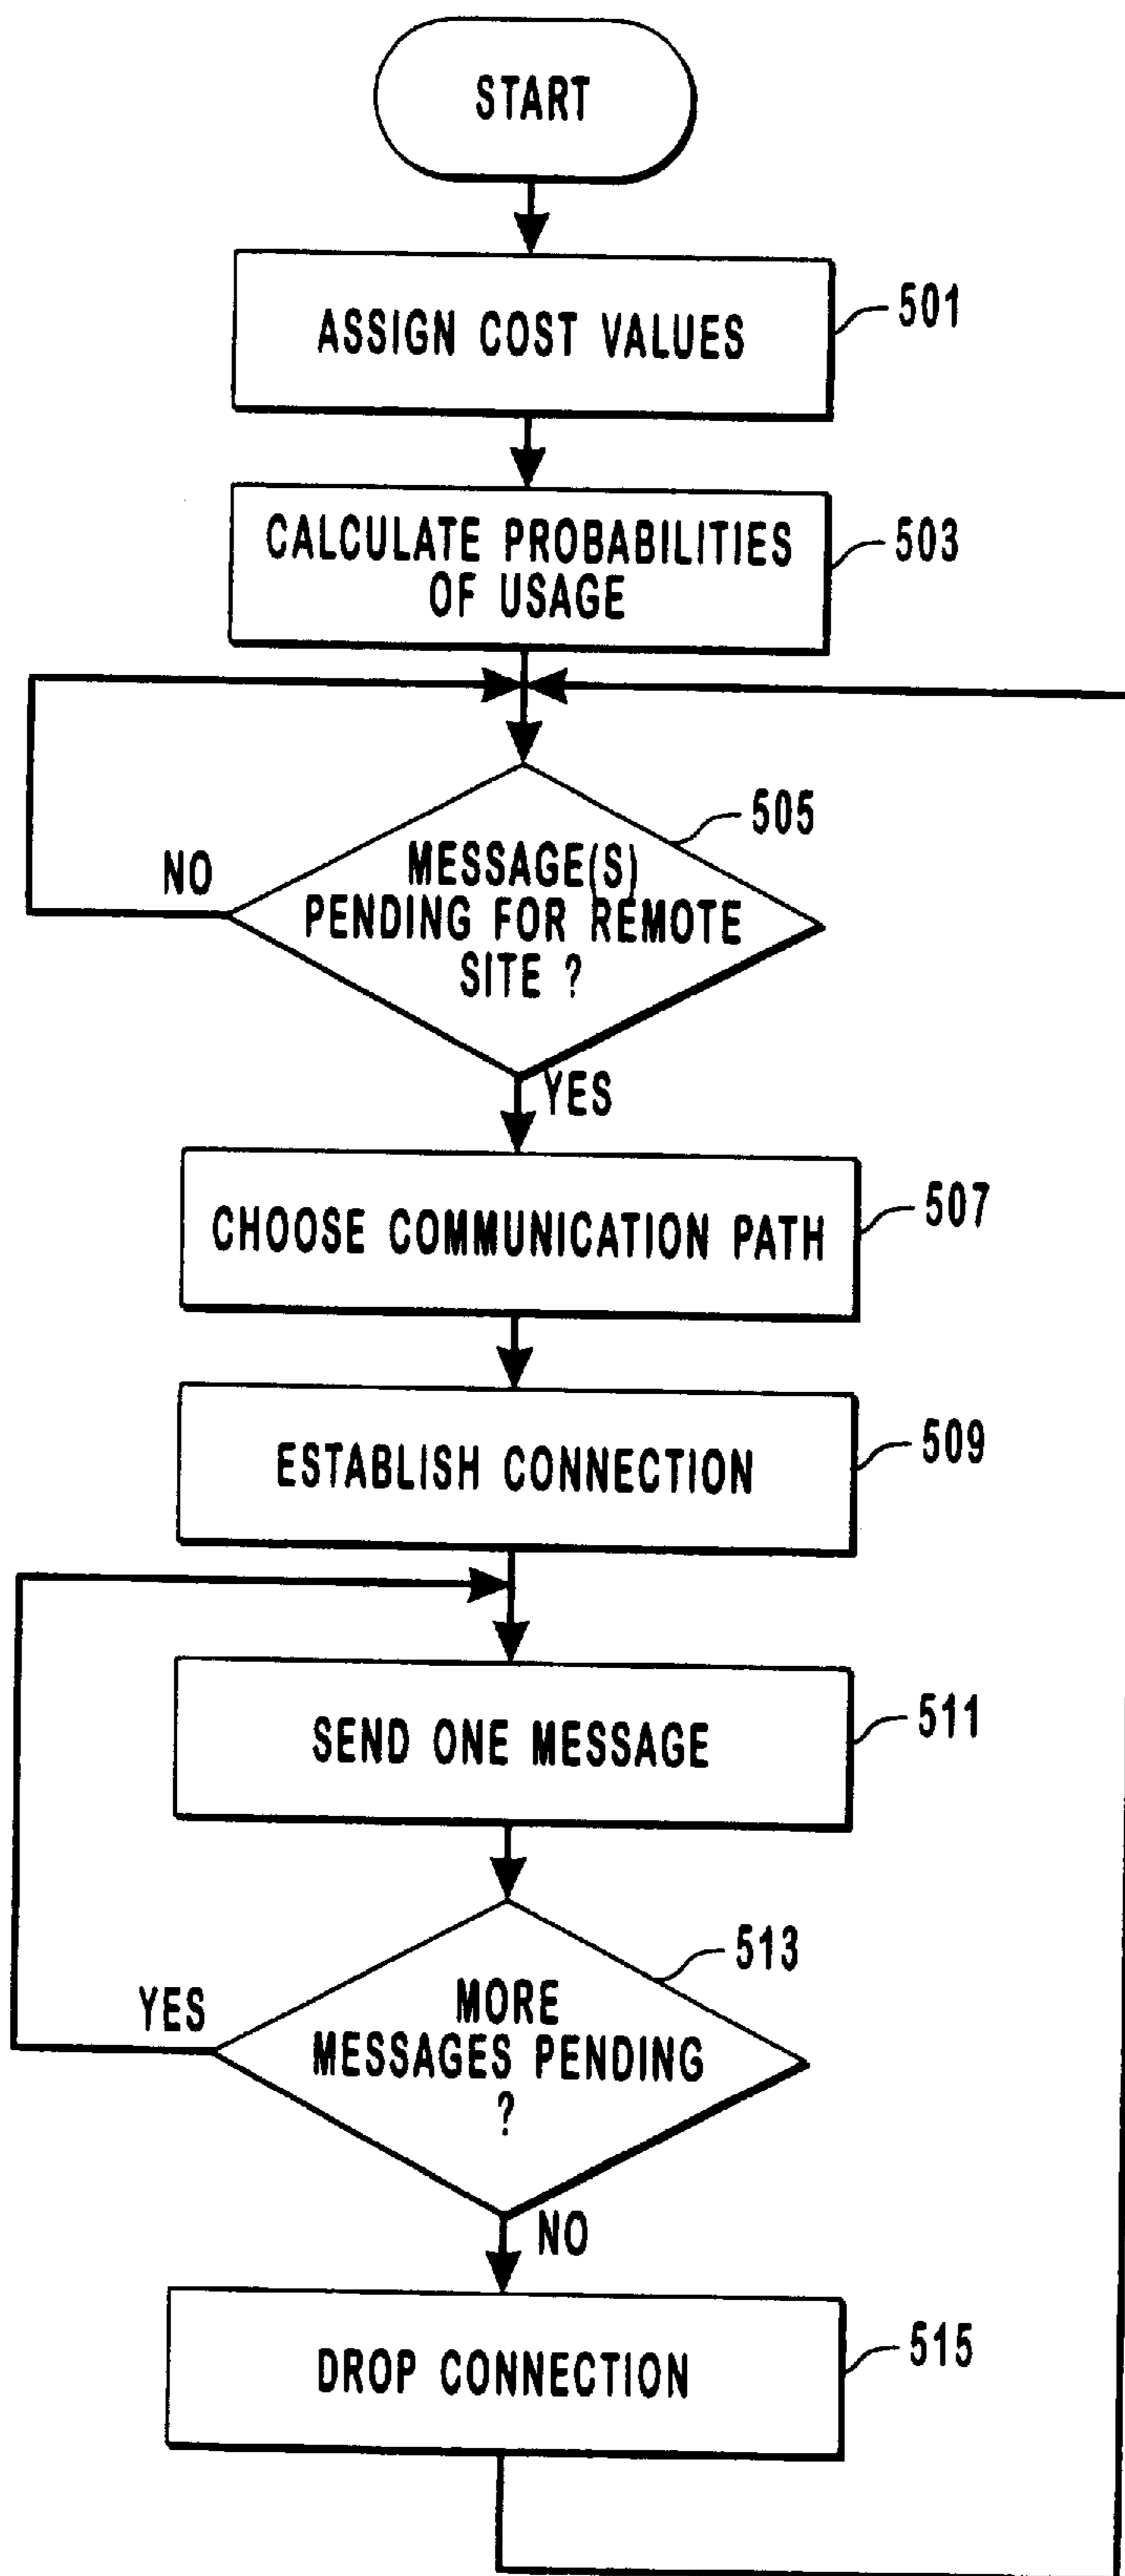 START
ASSIGN COST VALUES
501
CALCULATE PROBABILITIES
OF USAGE
503
505
MESSAGE(S)
PENDING FOR REMOTE
SITE ?
NO
YES
CHOOSE COMMUNICATION PATH
507
ESTABLISH CONNECTION
509
SEND ONE MESSAGE
511
513
MORE
MESSAGES PENDING
?
YES
NO
DROP CONNECTION
515